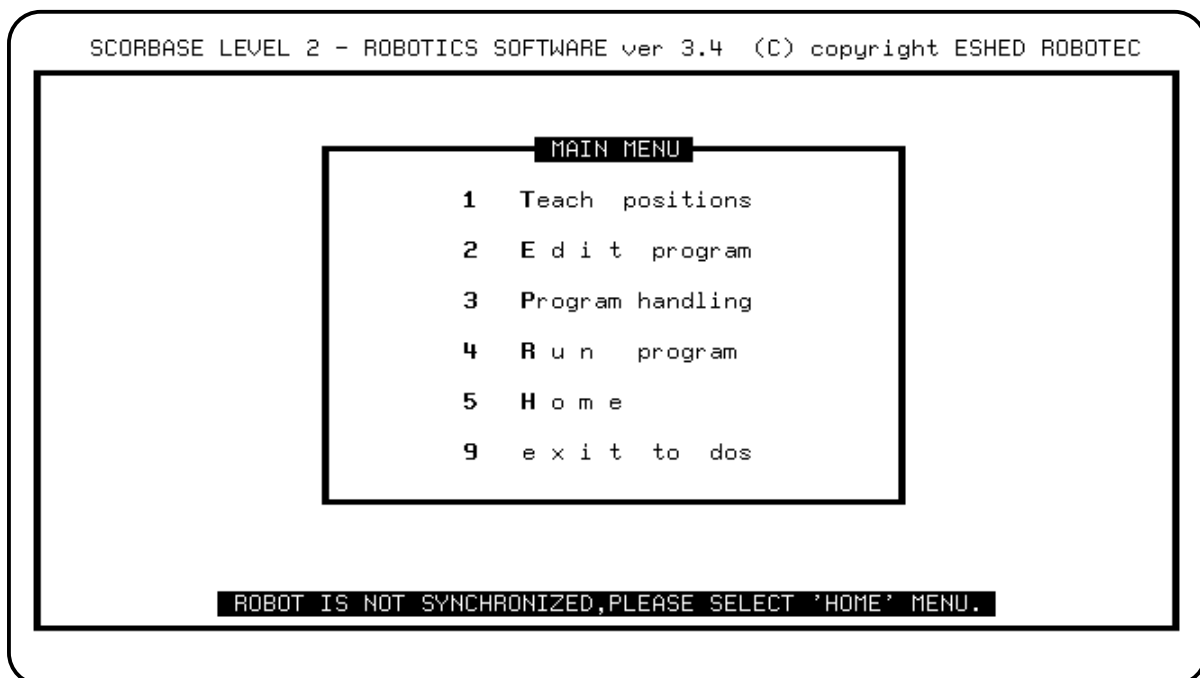 SCORBASE LEVEL 2 - ROBOTICS SOFTWARE ver 3.4 (C) copyright ESHED ROBOTEC
MAIN MENU
1 Teach positions
2 E d i t program
3 Program handling
4 R u n program
5 H o m e
9 e x i t to dos
ROBOT IS NOT SYNCHRONIZED,PLEASE SELECT 'HOME' MENU.